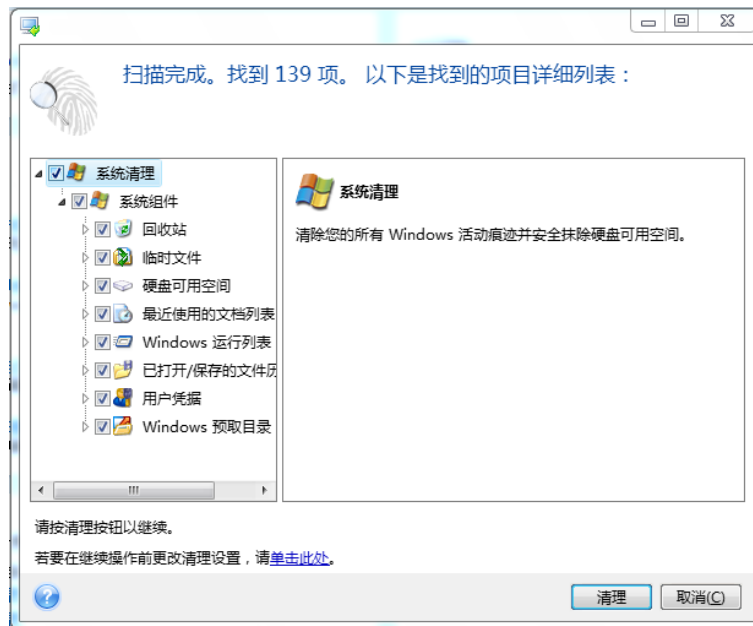 扫描完成。找到 139 项。 以下是找到的项目详细列表：
系统清理
系统组件
回收站
临时文件
硬盘可用空间
最近使用的文档列表
Windows 运行列表
已打开/保存的文件历
用户凭据
Windows 预取目录
系统清理
清除您的所有 Windows 活动痕迹并安全抹除硬盘可用空间。
请按清理按钮以继续。
若要在继续操作前更改清理设置，请单击此处。
清理
取消(C)